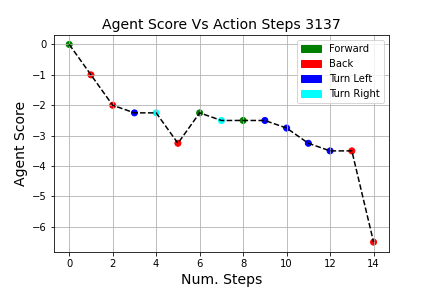 Agent Score Vs Action Steps 3137
Forward
Back
Turn Left
Turn Right
Agent Score
0
−1
−2
−3
−4
−5
−6
0 2 4 6 8 10 12 14
Num. Steps